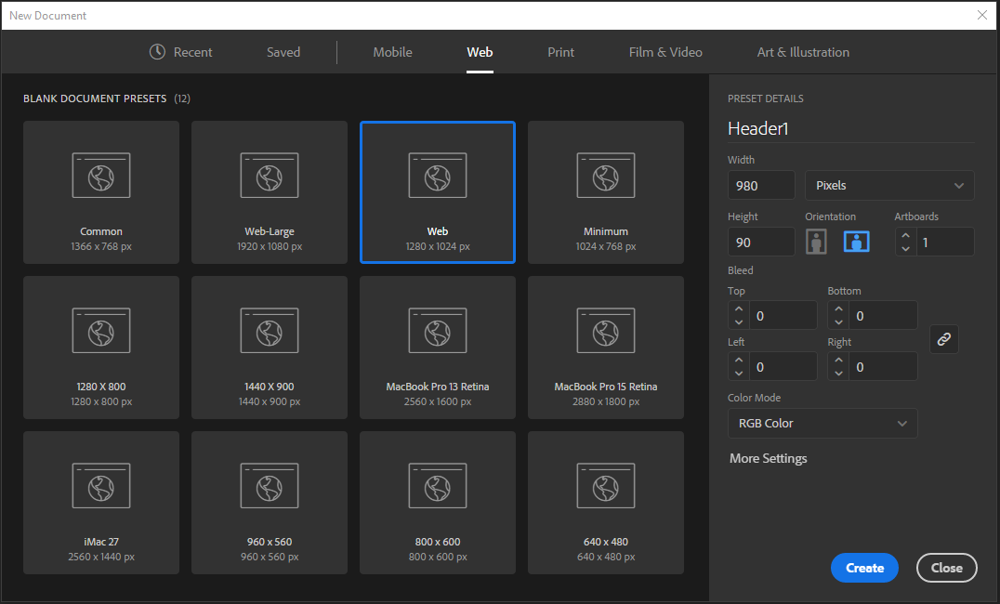 New Document
Recent Saved Mobile Web Print Film & Video Art & Illustration
BLANK DOCUMENT PRESETS (12)
Common
1366 x 768 px
Web-Large
1920 x 1080 px
Web
1280 x 1024 px
Minimum
1024 x 768 px
1280 X 800
1280 x 800 px
1440 X 900
1440 x 900 px
MacBook Pro 13 Retina
2560 x 1600 px
MacBook Pro 15 Retina
2880 x 1800 px
iMac 27
2560 x 1440 px
960 x 560
960 x 560 px
800 x 600
800 x 600 px
640 x 480
640 x 480 px
PRESET DETAILS
Header1
Width
980 Pixels
Height Orientation Artboards
90 1
Bleed
Top Bottom
0 0
Left Right
0 0
Color Mode
RGB Color
More Settings
Create Close